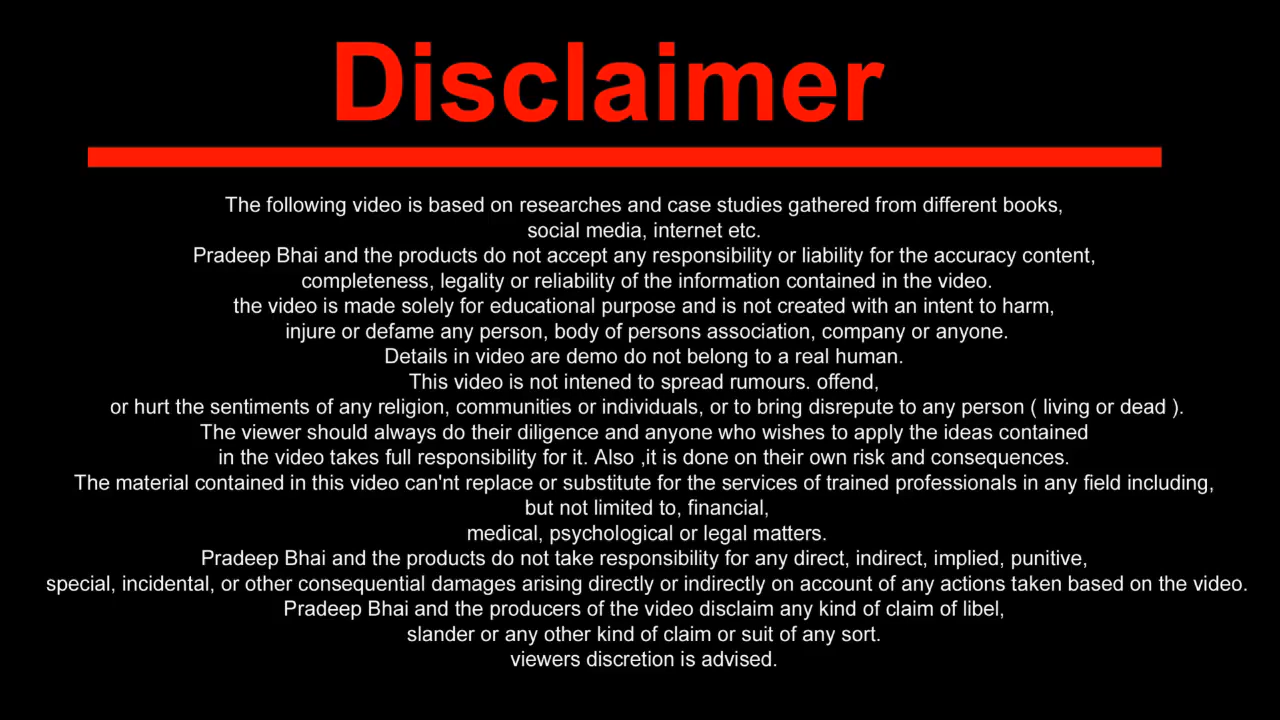 Disclaimer
The following video is based on researches and case studies gathered from different books,
social media, internet etc.
Pradeep Bhai and the products do not accept any responsibility or liability for the accuracy content,
completeness, legality or reliability of the information contained in the video.
the video is made solely for educational purpose and is not created with an intent to harm,
injure or defame any person, body of persons association, company or anyone.
Details in video are demo do not belong to a real human.
This video is not intened to spread rumours. offend,
or hurt the sentiments of any religion, communities or individuals, or to bring disrepute to any person ( living or dead ).
The viewer should always do their diligence and anyone who wishes to apply the ideas contained
in the video takes full responsibility for it. Also ,it is done on their own risk and consequences.
The material contained in this video can'nt replace or substitute for the services of trained professionals in any field including,
but not limited to, financial,
medical, psychological or legal matters.
Pradeep Bhai and the products do not take responsibility for any direct, indirect, implied, punitive,
special, incidental, or other consequential damages arising directly or indirectly on account of any actions taken based on the video.
Pradeep Bhai and the producers of the video disclaim any kind of claim of libel,
slander or any other kind of claim or suit of any sort.
viewers discretion is advised.